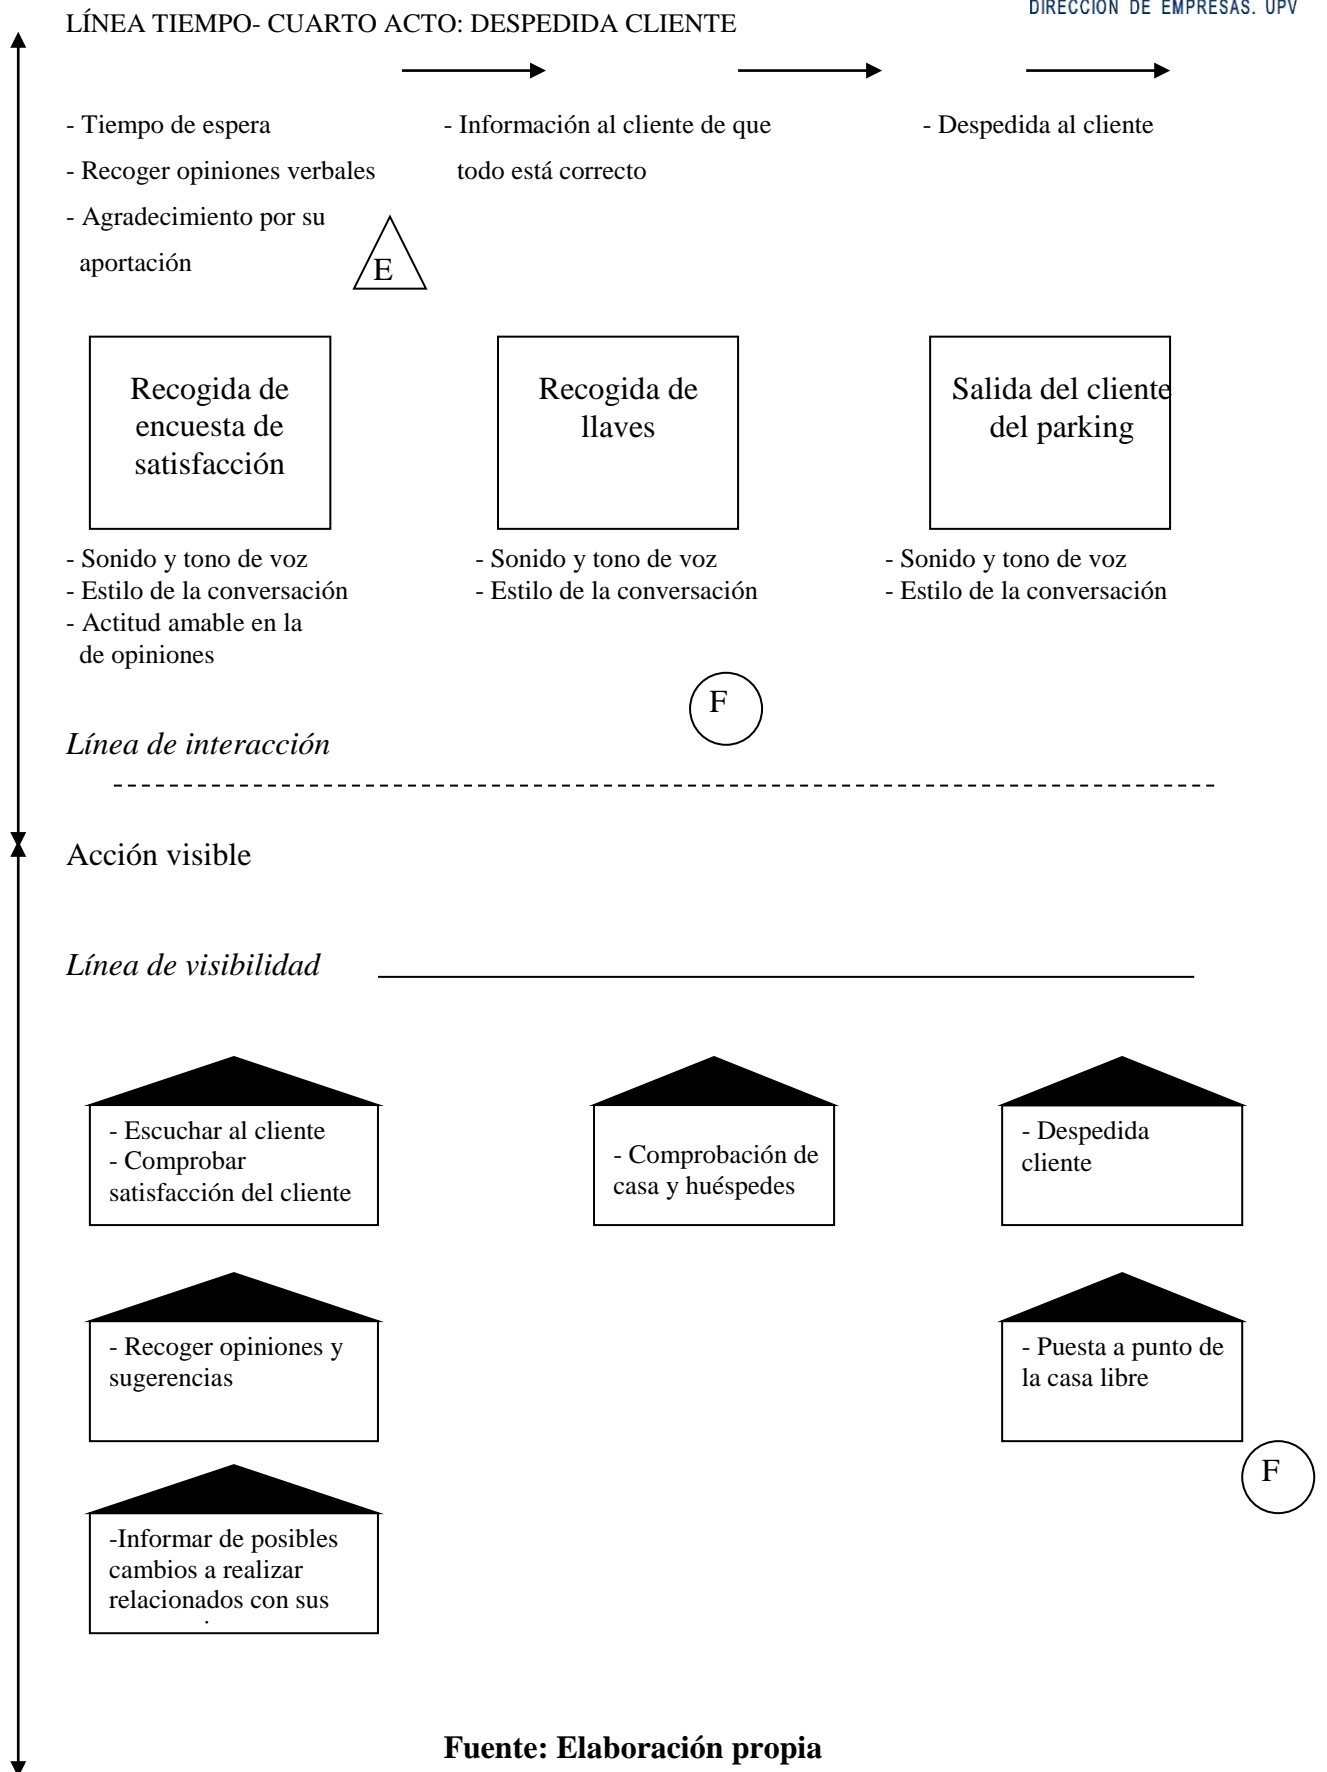 DIRECCIÓN DE EMPRESAS. UPV
LÍNEA TIEMPO- CUARTO ACTO: DESPEDIDA CLIENTE
- Tiempo de espera
- Recoger opiniones verbales
- Agradecimiento por su
aportación
- Información al cliente de que
todo está correcto
- Despedida al cliente
E
Recogida de
encuesta de
satisfacción
Recogida de
llaves
Salida del cliente
del parking
- Sonido y tono de voz
- Estilo de la conversación
- Actitud amable en la
de opiniones
- Sonido y tono de voz
- Estilo de la conversación
- Sonido y tono de voz
- Estilo de la conversación
F
Línea de interacción
Acción visible
Línea de visibilidad
- Escuchar al cliente
- Comprobar
satisfacción del cliente
- Comprobación de
casa y huéspedes
- Despedida
cliente
- Recoger opiniones y
sugerencias
- Puesta a punto de
la casa libre
F
-Informar de posibles
cambios a realizar
relacionados con sus
Fuente: Elaboración propia